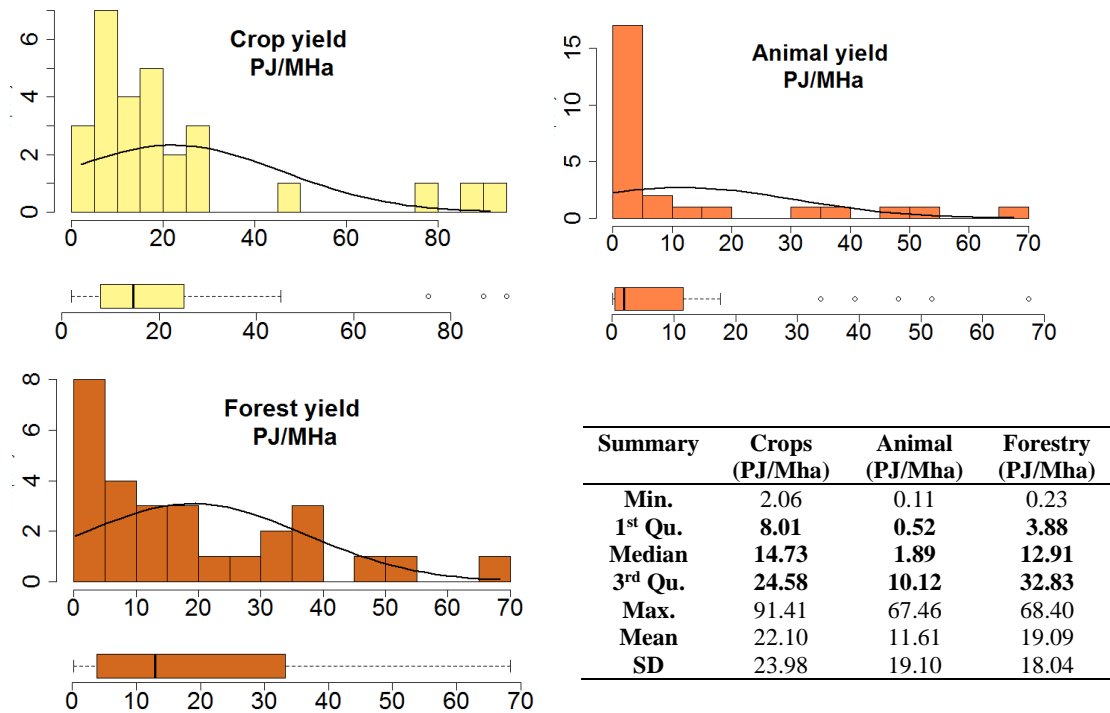 Crop yield
PJ/MHa
0 2 4 6
0 20 40 60 80
0 20 40 60 80
Animal yield
PJ/MHa
0 5 10 15
0 10 20 30 40 50 60 70
0 10 20 30 40 50 60 70
Forest yield
PJ/MHa
0 2 4 6 8
0 10 20 30 40 50 60 70
0 10 20 30 40 50 60 70
Summary Crops Animal Forestry
(PJ/Mha) (PJ/Mha) (PJ/Mha)
Min. 2.06 0.11 0.23
1st Qu. 8.01 0.52 3.88
Median 14.73 1.89 12.91
3rd Qu. 24.58 10.12 32.83
Max. 91.41 67.46 68.40
Mean 22.10 11.61 19.09
SD 23.98 19.10 18.04